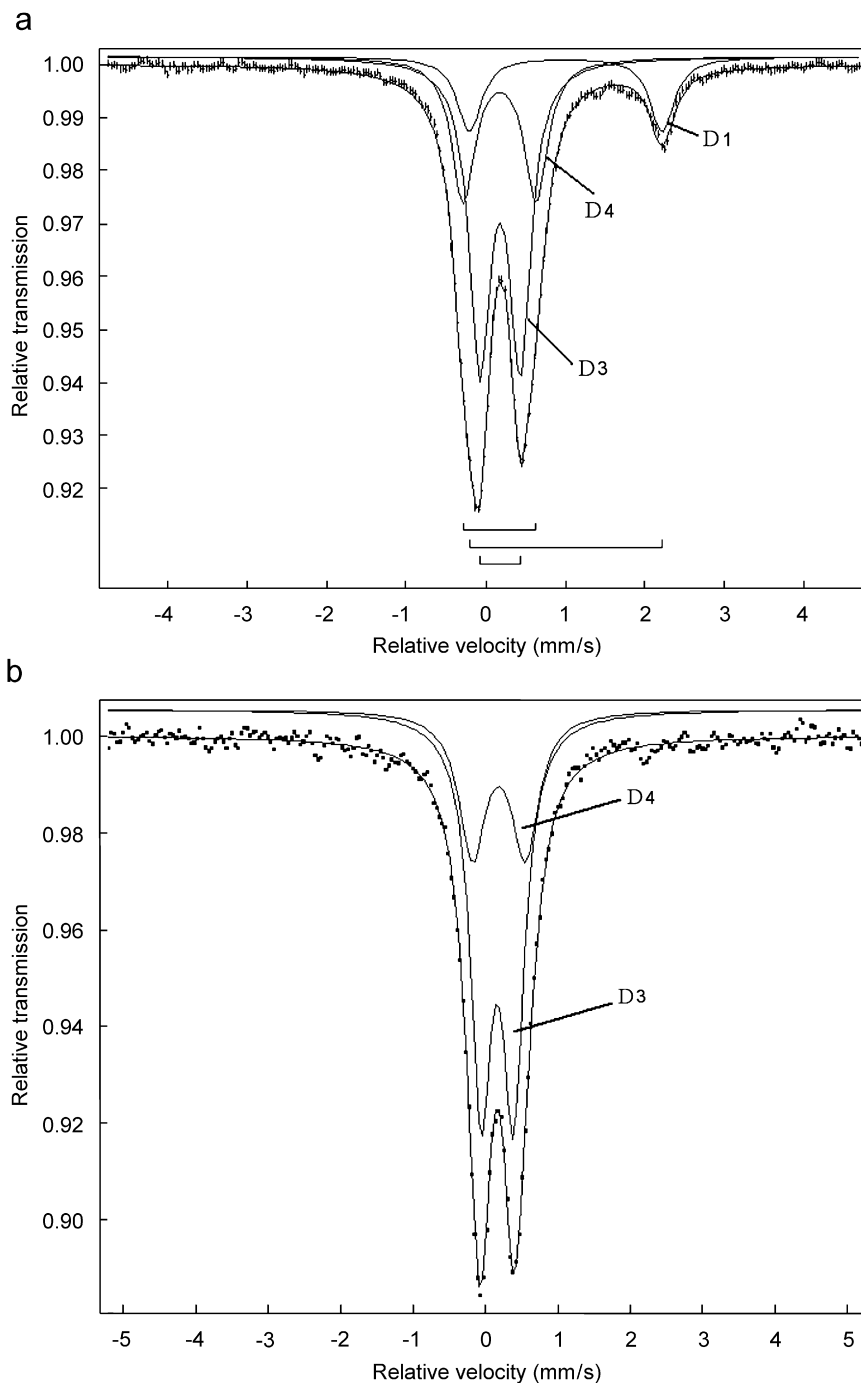 a
1.00
0.99
0.98
0.97
0.96
0.95
0.94
0.93
0.92
Relative transmission
D1
D4
D3
-4 -3 -2 -1 0 1 2 3 4
Relative velocity (mm/s)
b
1.00
0.98
0.96
0.94
0.92
0.90
Relative transmission
D4
D3
-5 -4 -3 -2 -1 0 1 2 3 4 5
Relative velocity (mm/s)